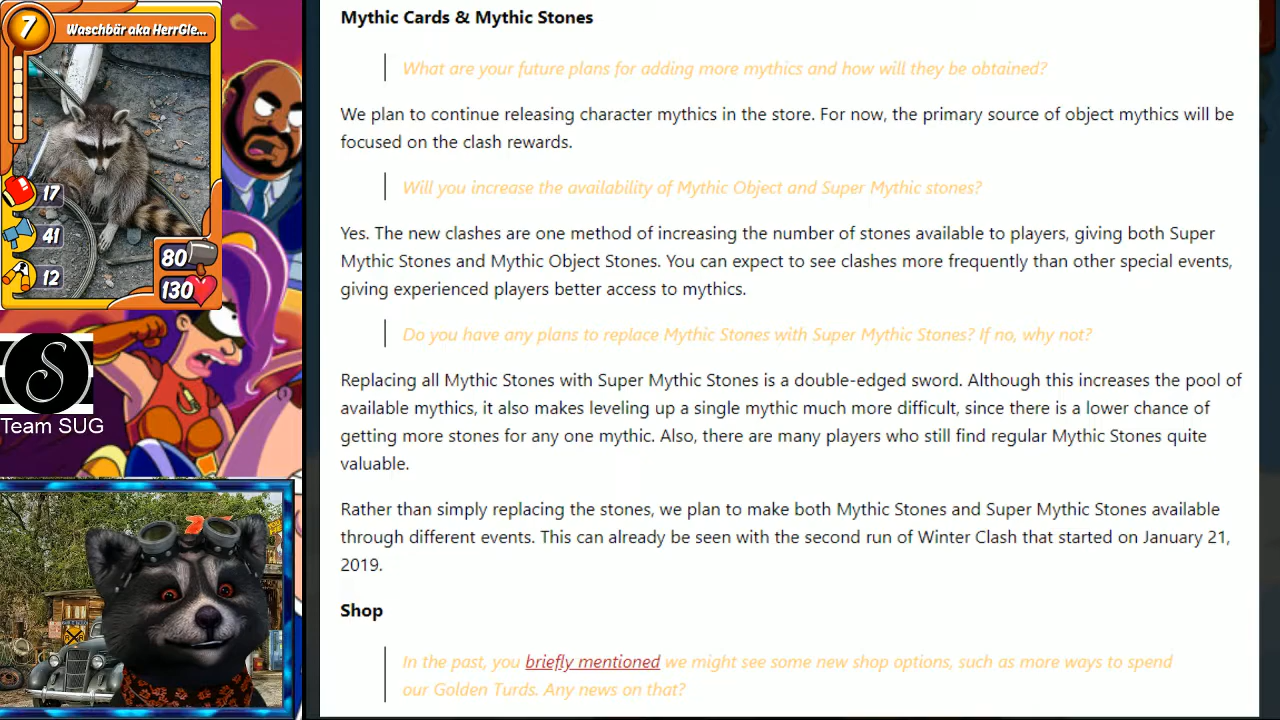 7
Waschbär aka HerrGle...
17
41
12
80
130
S
Team SUG
Mythic Cards & Mythic Stones
What are your future plans for adding more mythics and how will they be obtained?
We plan to continue releasing character mythics in the store. For now, the primary source of object mythics will be
focused on the clash rewards.
Will you increase the availability of Mythic Object and Super Mythic stones?
Yes. The new clashes are one method of increasing the number of stones available to players, giving both Super
Mythic Stones and Mythic Object Stones. You can expect to see clashes more frequently than other special events,
giving experienced players better access to mythics.
Do you have any plans to replace Mythic Stones with Super Mythic Stones? If no, why not?
Replacing all Mythic Stones with Super Mythic Stones is a double-edged sword. Although this increases the pool of
available mythics, it also makes leveling up a single mythic much more difficult, since there is a lower chance of
getting more stones for any one mythic. Also, there are many players who still find regular Mythic Stones quite
valuable.
Rather than simply replacing the stones, we plan to make both Mythic Stones and Super Mythic Stones available
through different events. This can already be seen with the second run of Winter Clash that started on January 21,
2019.
Shop
In the past, you briefly mentioned we might see some new shop options, such as more ways to spend
our Golden Turds. Any news on that?